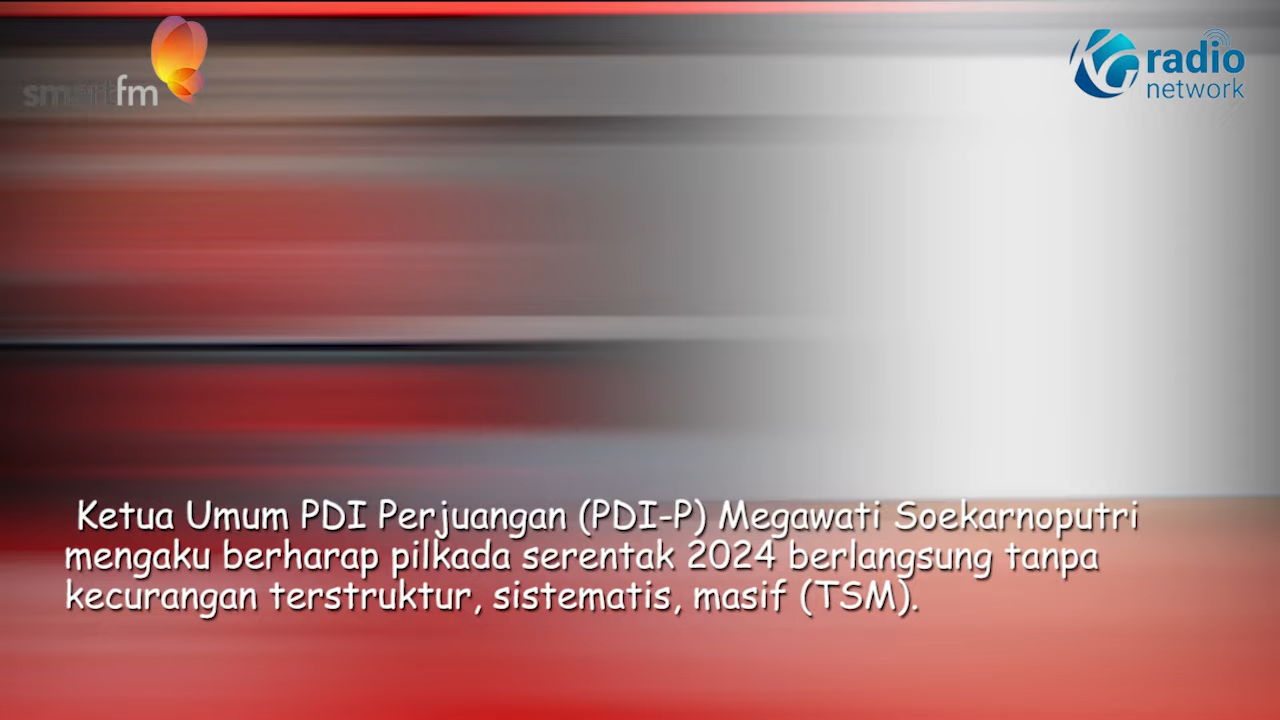 smartfm
radio
network
Ketua Umum PDI Perjuangan (PDI-P) Megawati Soekarnoputri
mengaku berharap pilkada serentak 2024 berlangsung tanpa
kecurangan terstruktur, sistematis, masif (TSM).